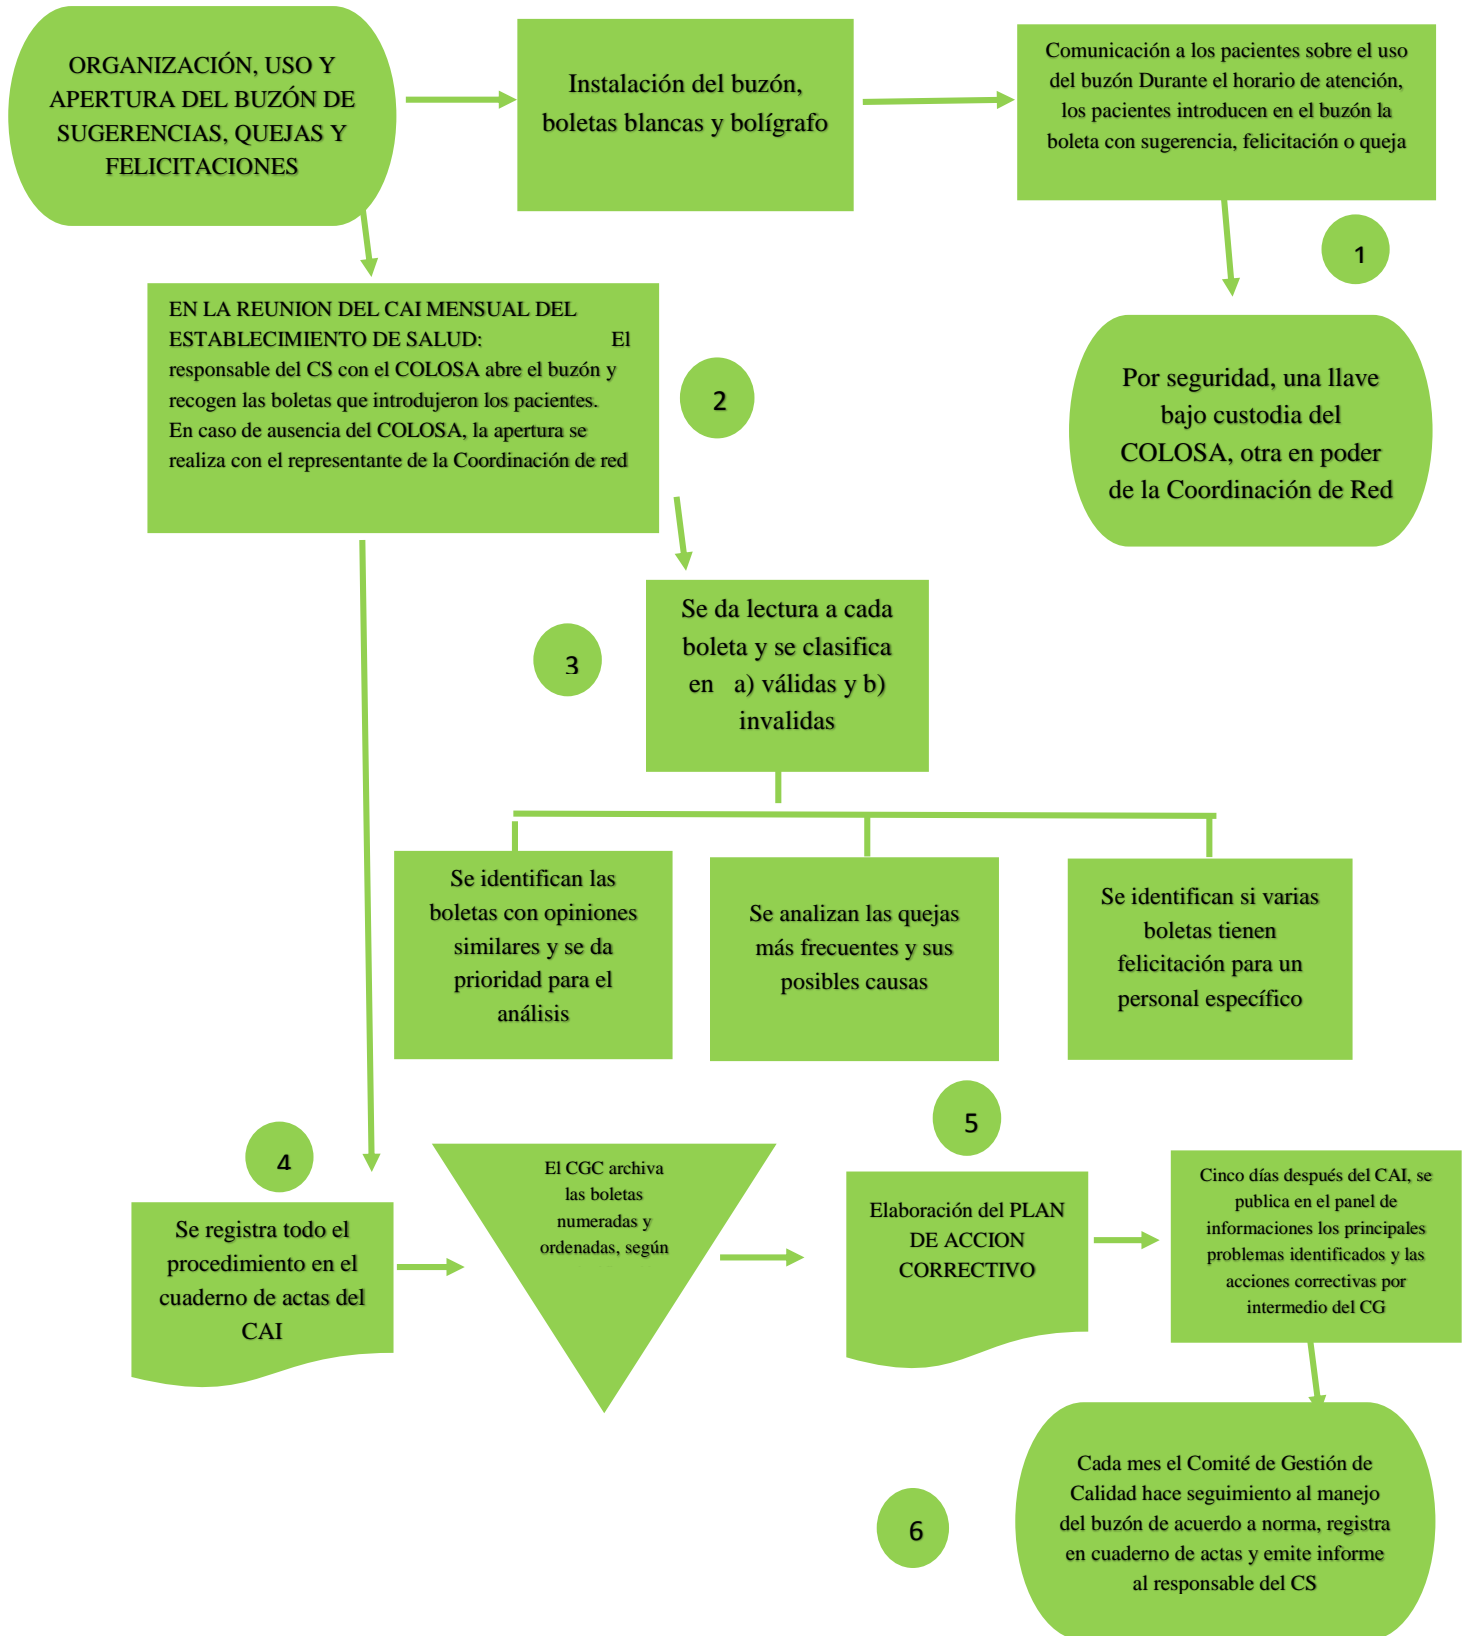 ORGANIZACIÓN, USO Y
APERTURA DEL BUZÓN DE
SUGERENCIAS, QUEJAS Y
FELICITACIONES
Instalación del buzón,
boletas blancas y bolígrafo
Comunicación a los pacientes sobre el uso
del buzón Durante el horario de atención,
los pacientes introducen en el buzón la
boleta con sugerencia, felicitación o queja
1
Por seguridad, una llave
bajo custodia del
COLOSA, otra en poder
de la Coordinación de Red
EN LA REUNION DEL CAI MENSUAL DEL
ESTABLECIMIENTO DE SALUD: El
responsable del CS con el COLOSA abre el buzón y
recogen las boletas que introdujeron los pacientes.
En caso de ausencia del COLOSA, la apertura se
realiza con el representante de la Coordinación de red
2
Se da lectura a cada
boleta y se clasifica
en a) válidas y b)
invalidas
3
Se identifican las
boletas con opiniones
similares y se da
prioridad para el
análisis
Se analizan las quejas
más frecuentes y sus
posibles causas
Se identifican si varias
boletas tienen
felicitación para un
personal específico
4
Se registra todo el
procedimiento en el
cuaderno de actas del
CAI
El CGC archiva
las boletas
numeradas y
ordenadas, según
5
Elaboración del PLAN
DE ACCION
CORRECTIVO
Cinco días después del CAI, se
publica en el panel de
informaciones los principales
problemas identificados y las
acciones correctivas por
intermedio del CG
6
Cada mes el Comité de Gestión de
Calidad hace seguimiento al manejo
del buzón de acuerdo a norma, registra
en cuaderno de actas y emite informe
al responsable del CS